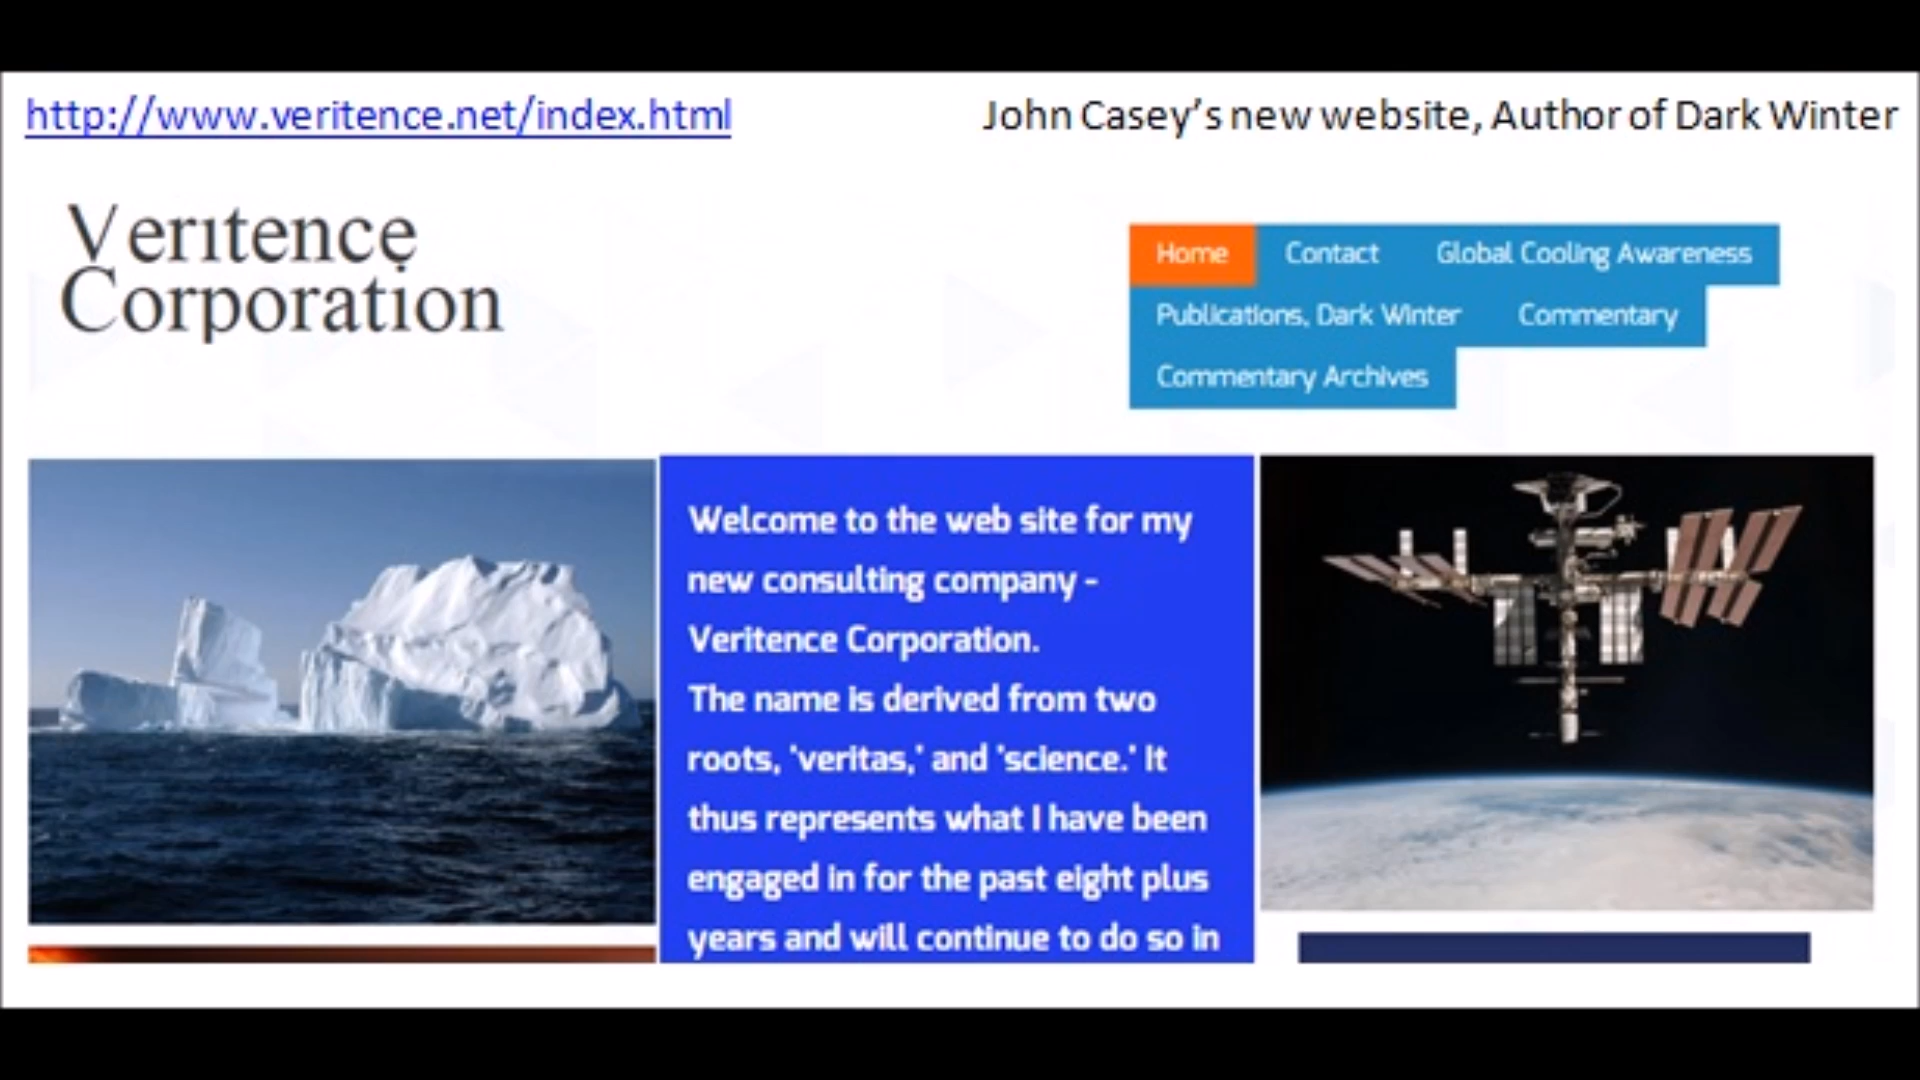 http://www.veritence.net/index.html
John Casey's new website, Author of Dark Winter
Veritence
Corporation
Home Contact Global Cooling Awareness
Publications, Dark Winter Commentary
Commentary Archives
Welcome to the web site for my
new consulting company -
Veritence Corporation.
The name is derived from two
roots, 'veritas,' and 'science.' It
thus represents what I have been
engaged in for the past eight plus
years and will continue to do so in